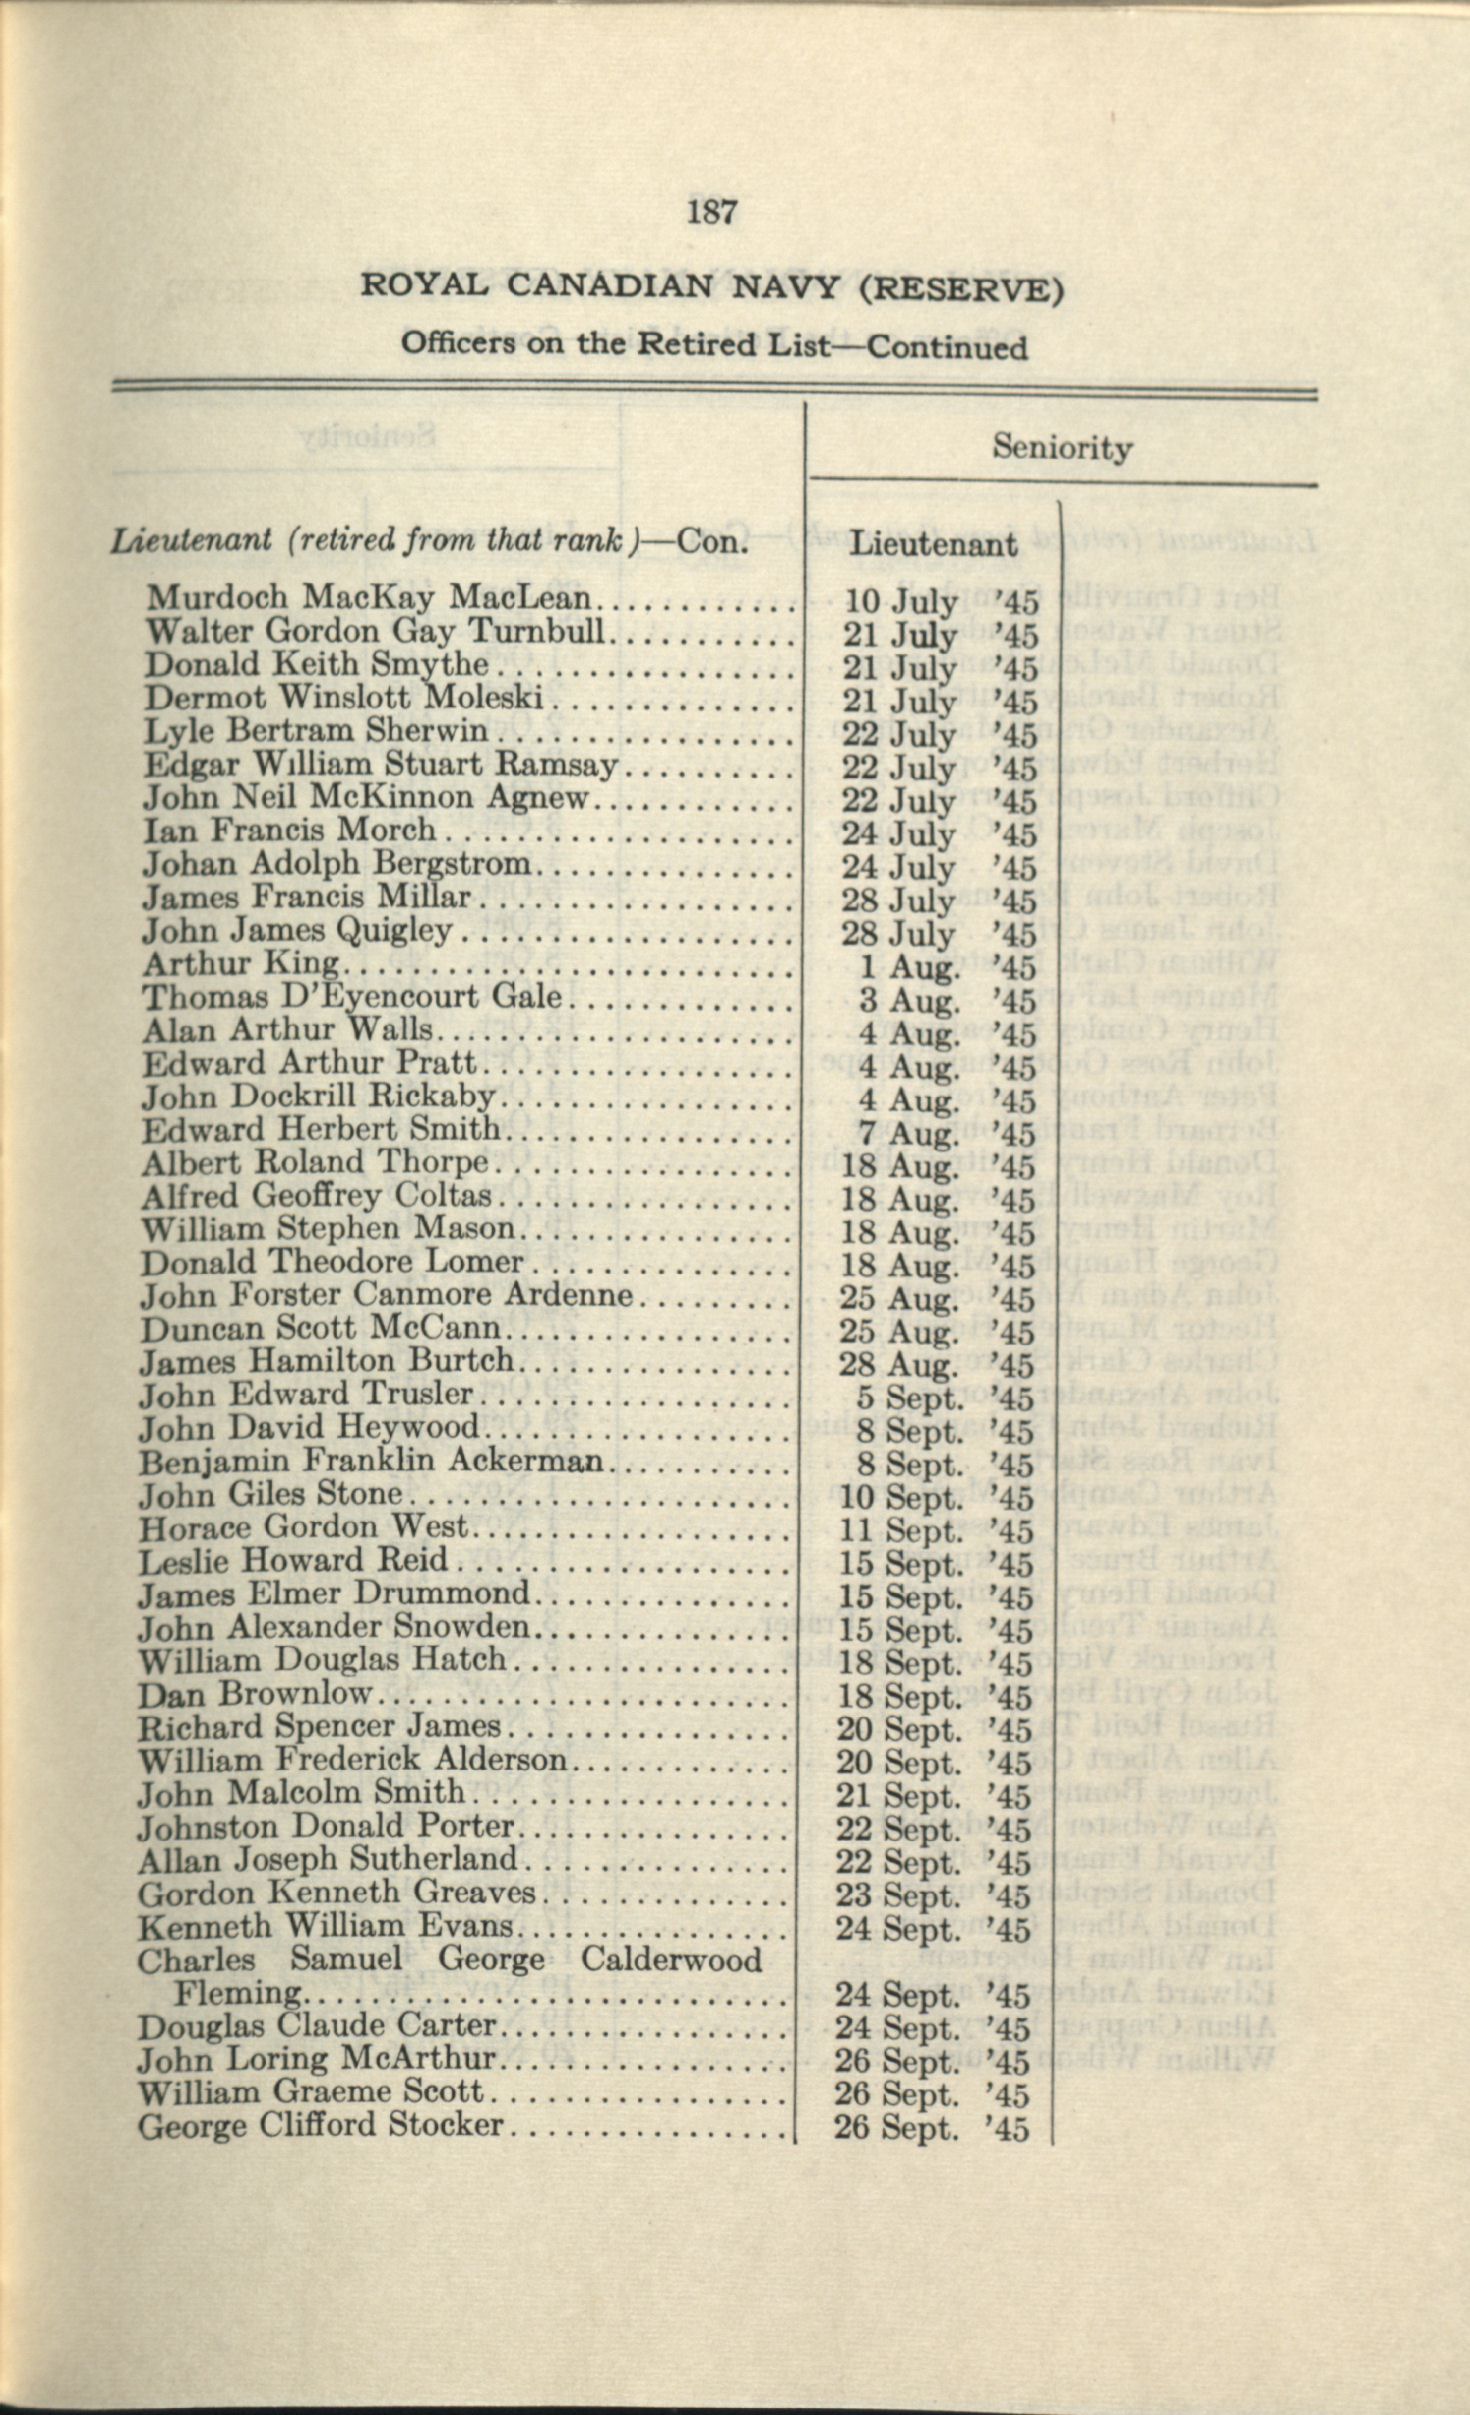 187
ROYAL CANADIAN NAVY (RESERVE)
Officers on the Retired List—Continued
Seniority
Lieutenant (retired from that rank)—Con. Lieutenant
Murdoch MacKay MacLean............ 10 July '45
Walter Gordon Gay Turnbull........... 21 July '45
Donald Keith Smythe................. 21 July '45
Dermot Winslott Moleski.............. 21 July '45
Lyle Bertram Sherwin................. 22 July '45
Edgar William Stuart Ramsay.......... 22 July '45
John Neil McKinnon Agnew............ 22 July '45
Ian Francis Morch.................... 24 July '45
Johan Adolph Bergstrom............... 24 July '45
James Francis Millar.................. 28 July '45
John James Quigley................... 28 July '45
Arthur King.......................... 1 Aug. '45
Thomas D'Eyencourt Gale............. 3 Aug. '45
Alan Arthur Walls.................... 4 Aug. '45
Edward Arthur Pratt.................. 4 Aug. '45
John Dockrill Rickaby................. 4 Aug. '45
Edward Herbert Smith................ 7 Aug. '45
Albert Roland Thorpe................. 18 Aug. '45
Alfred Geoffrey Coltas................. 18 Aug. '45
William Stephen Mason............... 18 Aug. '45
Donald Theodore Lomer............... 18 Aug. '45
John Forster Canmore Ardenne......... 25 Aug. '45
Duncan Scott McCann................ 25 Aug. '45
James Hamilton Burtch................ 28 Aug. '45
John Edward Trusler.................. 5 Sept. '45
John David Heywood.................. 8 Sept. '45
Benjamin Franklin Ackerman........... 8 Sept. '45
John Giles Stone...................... 10 Sept. '45
Horace Gordon West................... 11 Sept. '45
Leslie Howard Reid................... 15 Sept. '45
James Elmer Drummond............... 15 Sept. '45
John Alexander Snowden............... 15 Sept. '45
William Douglas Hatch................ 18 Sept. '45
Dan Brownlow........................ 18 Sept. '45
Richard Spencer James................ 20 Sept. '45
William Frederick Alderson............. 20 Sept. '45
John Malcolm Smith.................. 21 Sept. '45
Johnston Donald Porter................ 22 Sept. '45
Allan Joseph Sutherland............... 22 Sept. '45
Gordon Kenneth Greaves.............. 23 Sept. '45
Kenneth William Evans................ 24 Sept. '45
Charles Samuel George Calderwood
Fleming............................ 24 Sept. '45
Douglas Claude Carter................ 24 Sept. '45
John Loring McArthur................ 26 Sept. '45
William Graeme Scott................. 26 Sept. '45
George Clifford Stocker................ 26 Sept. '45